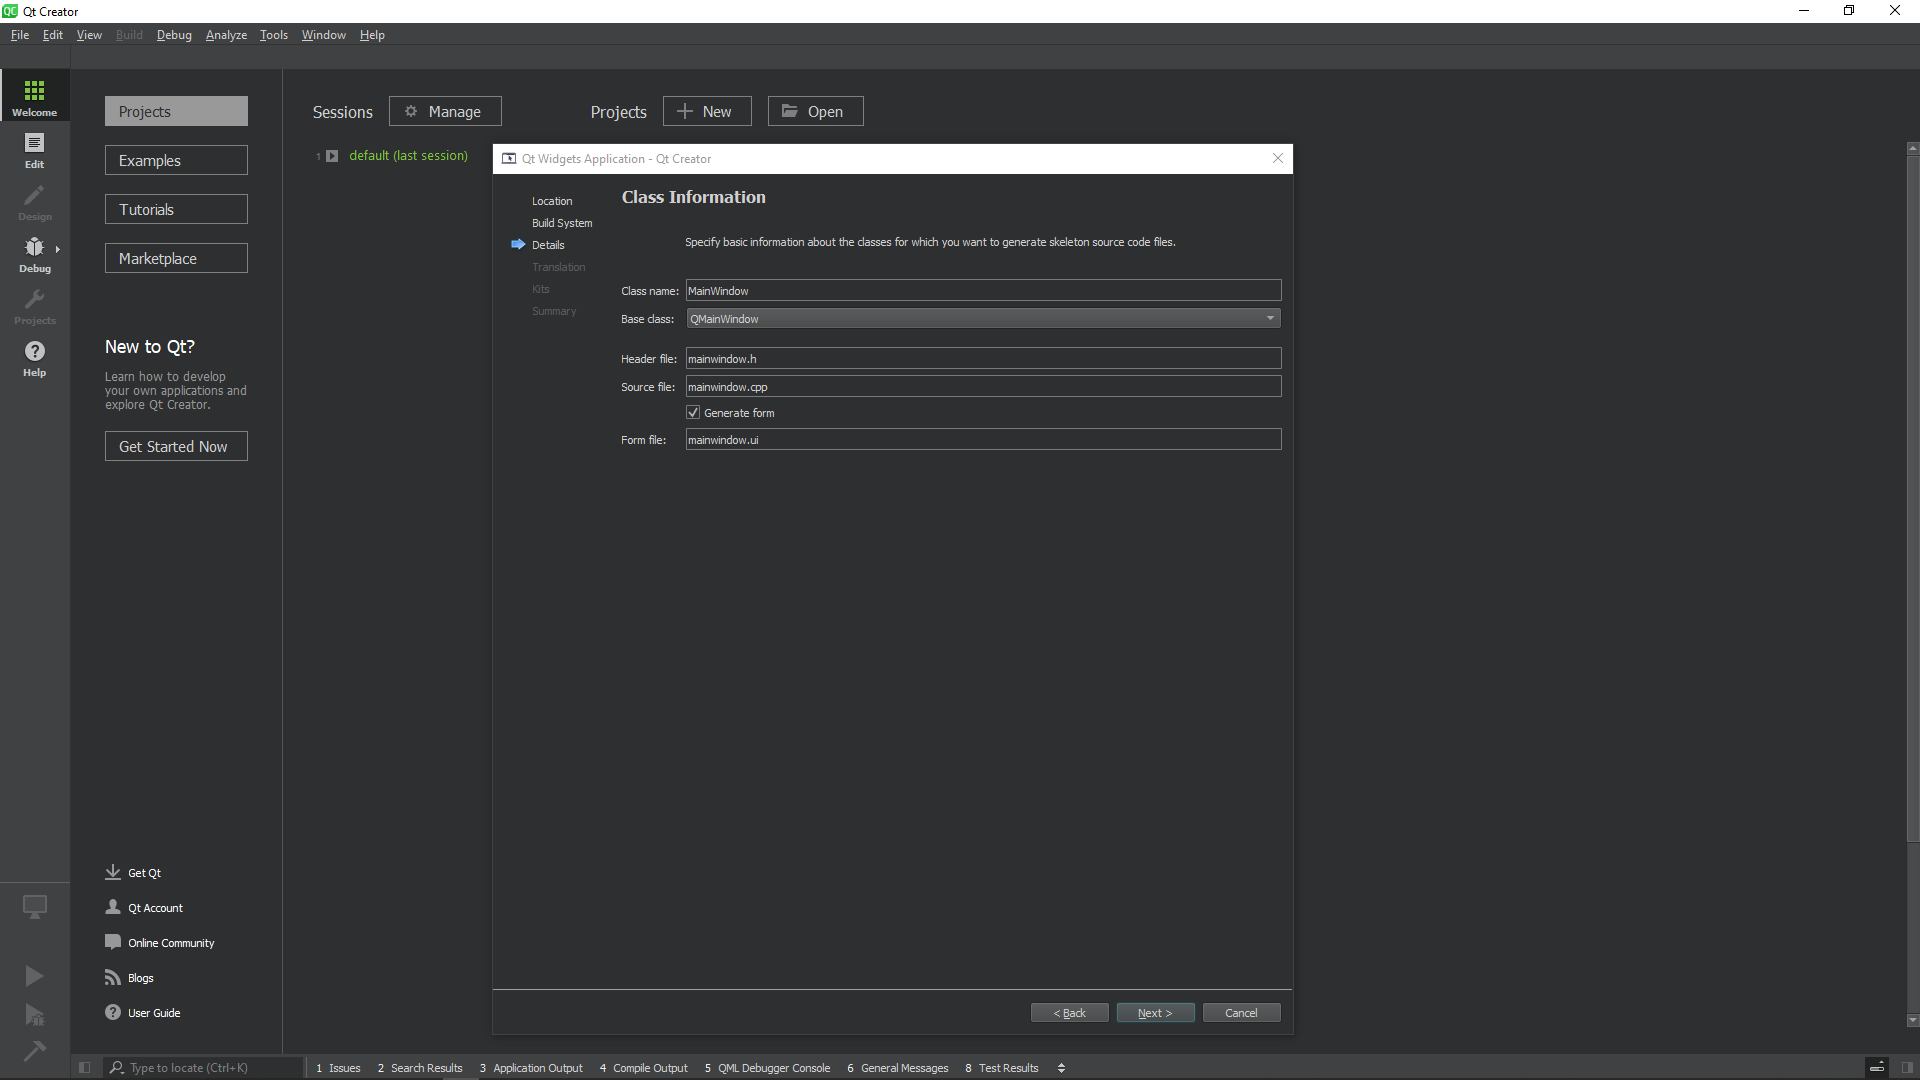 Qt Creator
File Edit View Build Debug Analyze Tools Window Help
Welcome
Edit
Design
Debug
Projects
Help
Projects
Examples
Tutorials
Marketplace
New to Qt?
Learn how to develop
your own applications and
explore Qt Creator.
Get Started Now
Get Qt
Qt Account
Online Community
Blogs
User Guide
Sessions Manage Projects New Open
1 default (last session)
Qt Widgets Application - Qt Creator
Location
Build System
Details
Translation
Kits
Summary
Class Information
Specify basic information about the classes for which you want to generate skeleton source code files.
Class name: MainWindow
Base class: QMainWindow
Header file: mainwindow.h
Source file: mainwindow.cpp
Generate form
Form file: mainwindow.ui
< Back Next > Cancel
Type to locate (Ctrl+K) 1 Issues 2 Search Results 3 Application Output 4 Compile Output 5 QML Debugger Console 6 General Messages 8 Test Results